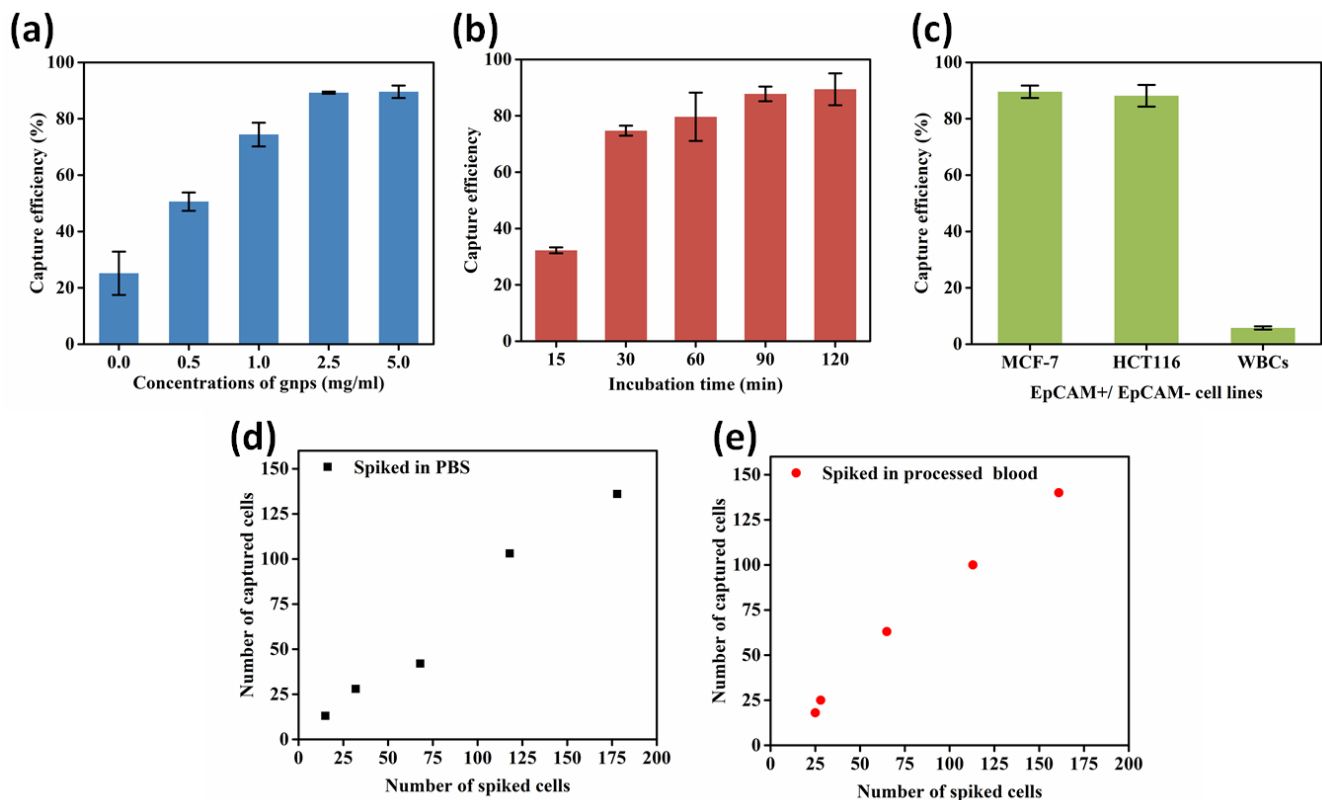 (a)
100
80
60
40
20
0
Capture efficiency (%)
0.0 0.5 1.0 2.5 5.0
Concentrations of gnps (mg/ml)
(b)
100
80
60
40
20
0
Capture efficiency
15 30 60 90 120
Incubation time (min)
(c)
100
80
60
40
20
0
Capture efficiency (%)
MCF-7 HCT116 WBCs
EpCAM+/ EpCAM- cell lines
(d)
Spiked in PBS
150
125
100
75
50
25
0
Number of captured cells
0 25 50 75 100 125 150 175 200
Number of spiked cells
(e)
Spiked in processed blood
150
125
100
75
50
25
0
Number of captured cells
0 25 50 75 100 125 150 175 200
Number of spiked cells